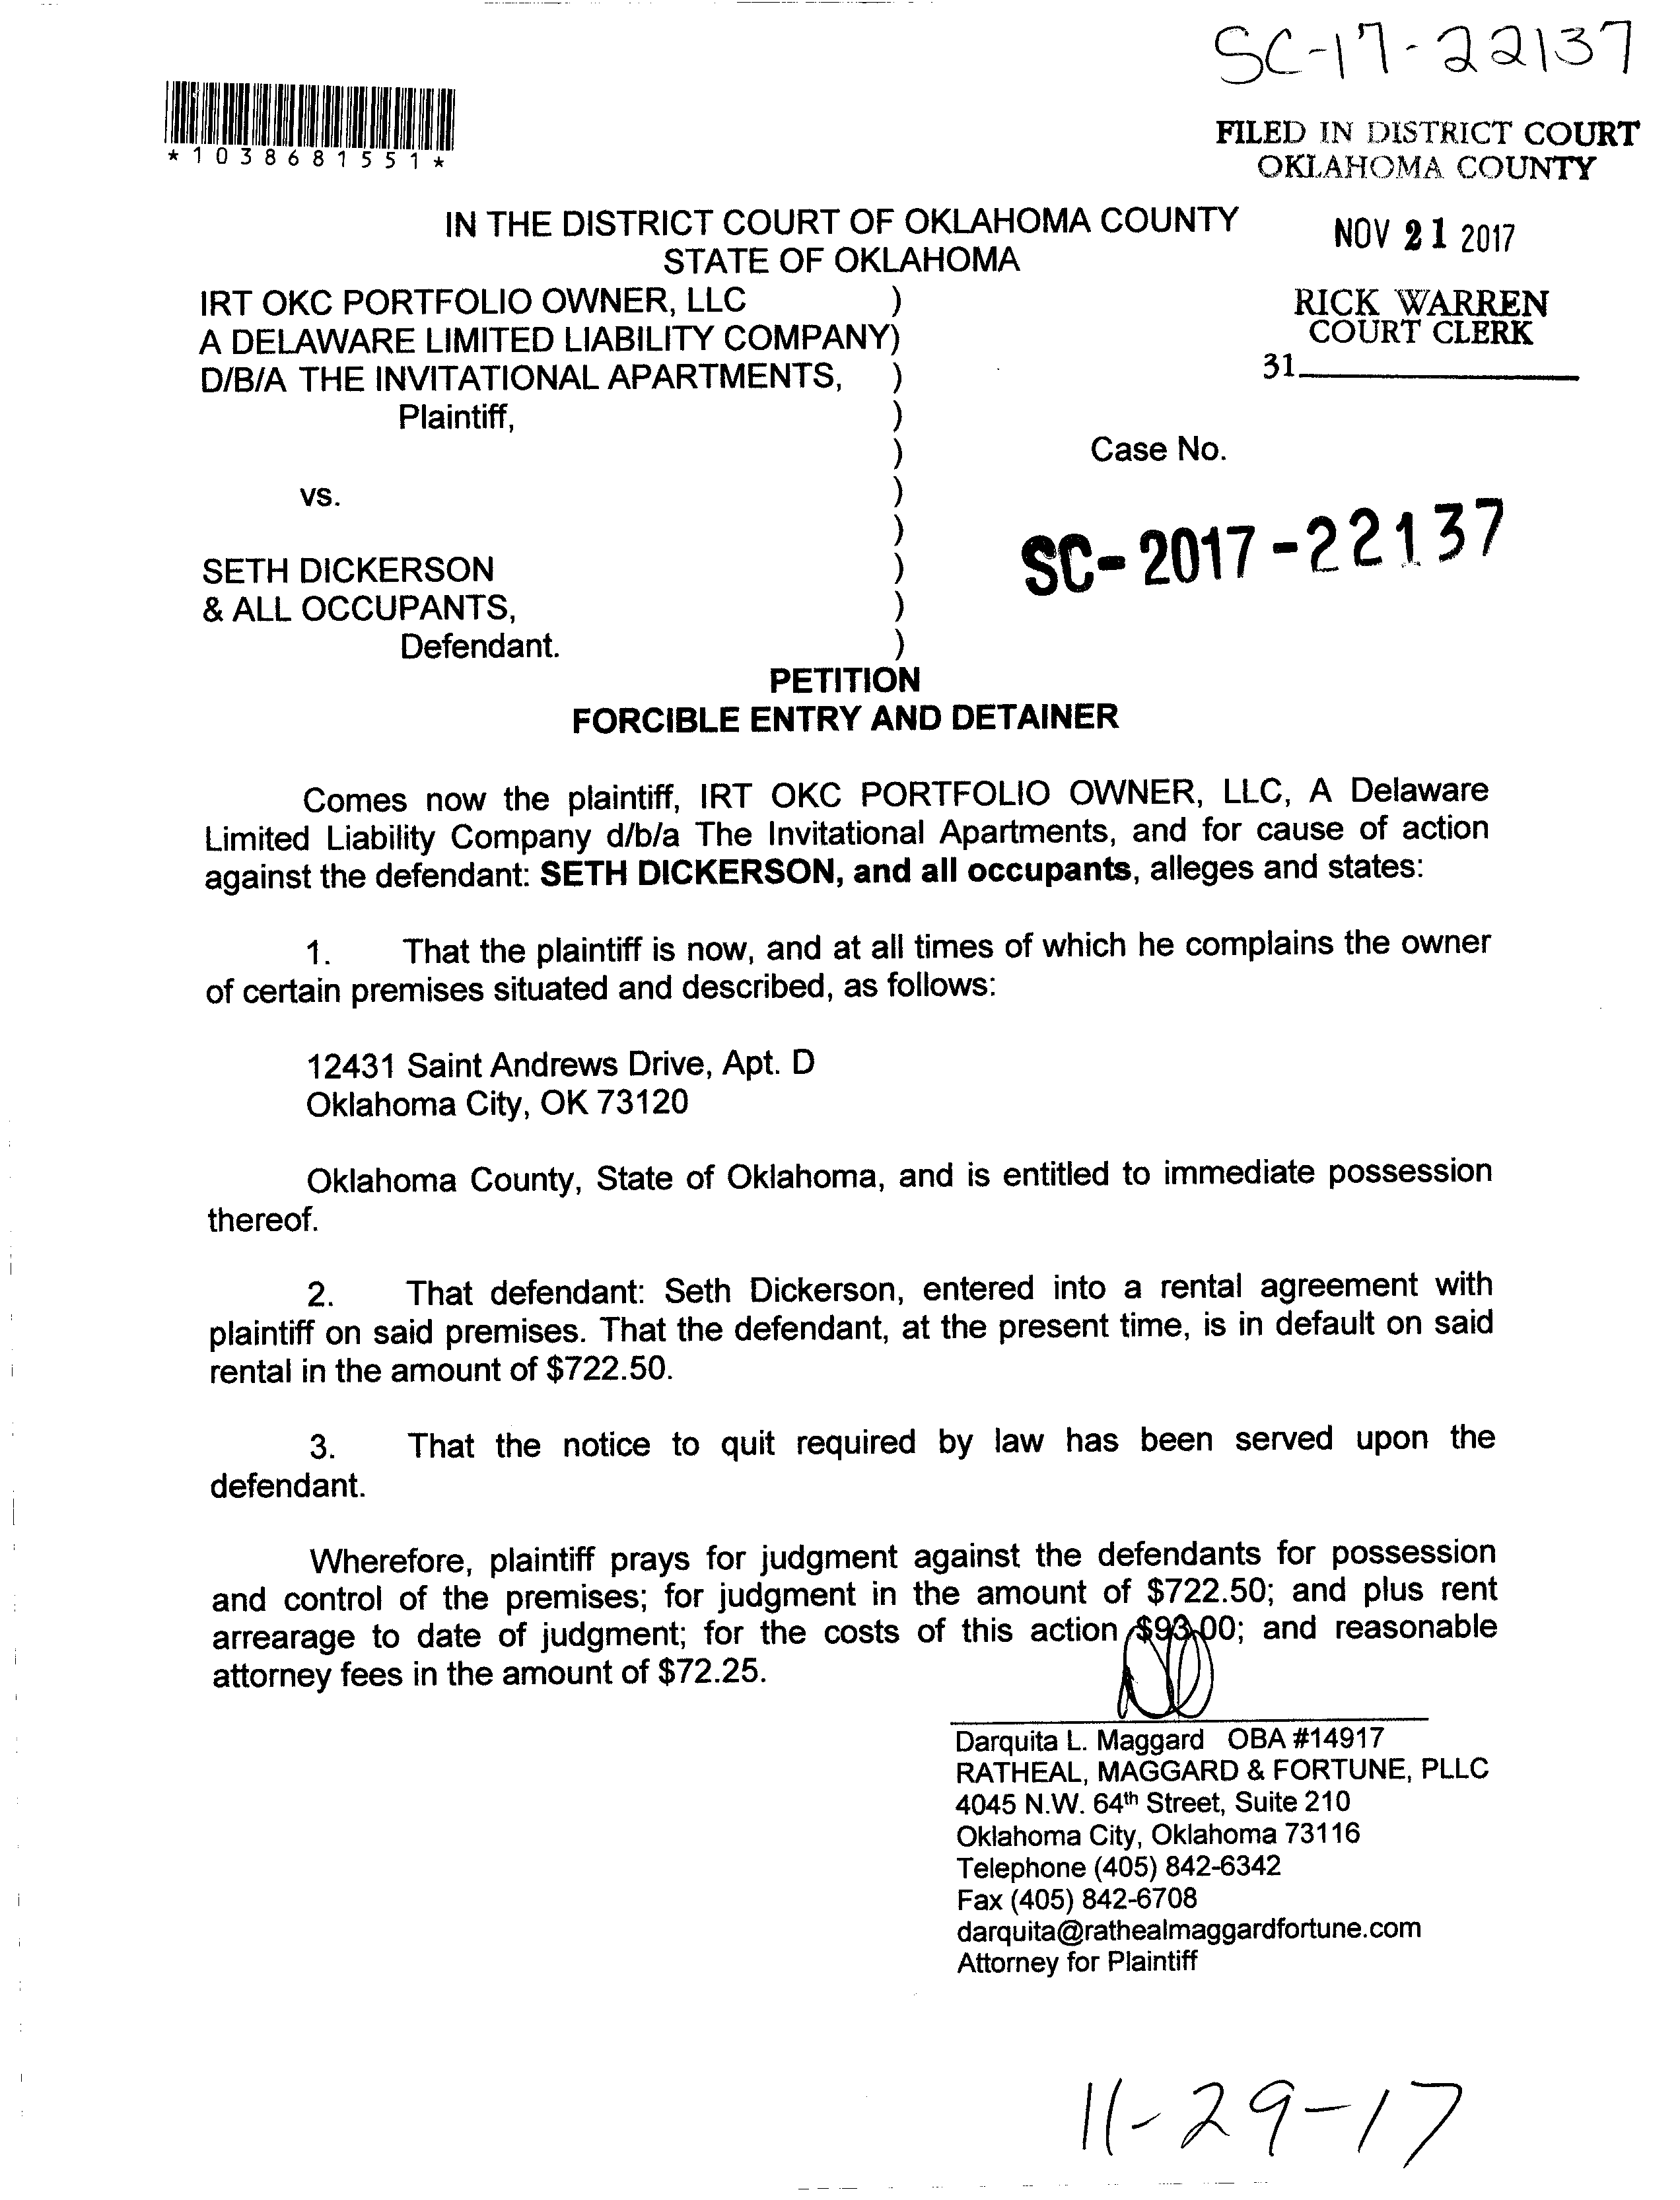 SC-17-22137
*1038681551*
FILED IN DISTRICT COURT
OKLAHOMA COUNTY
IN THE DISTRICT COURT OF OKLAHOMA COUNTY
STATE OF OKLAHOMA
NOV 21 2017
IRT OKC PORTFOLIO OWNER, LLC )
A DELAWARE LIMITED LIABILITY COMPANY)
D/B/A THE INVITATIONAL APARTMENTS, )
Plaintiff, )
RICK WARREN
COURT CLERK
31
)
Case No.
vs. )
)
SC-2017-22137
SETH DICKERSON )
& ALL OCCUPANTS, )
Defendant. )
PETITION
FORCIBLE ENTRY AND DETAINER
Comes now the plaintiff, IRT OKC PORTFOLIO OWNER, LLC, A Delaware
Limited Liability Company d/b/a The Invitational Apartments, and for cause of action
against the defendant: SETH DICKERSON, and all occupants, alleges and states:
1. That the plaintiff is now, and at all times of which he complains the owner
of certain premises situated and described, as follows:
12431 Saint Andrews Drive, Apt. D
Oklahoma City, OK 73120
Oklahoma County, State of Oklahoma, and is entitled to immediate possession
thereof.
2. That defendant: Seth Dickerson, entered into a rental agreement with
plaintiff on said premises. That the defendant, at the present time, is in default on said
rental in the amount of $722.50.
3. That the notice to quit required by law has been served upon the
defendant.
Wherefore, plaintiff prays for judgment against the defendants for possession
and control of the premises; for judgment in the amount of $722.50; and plus rent
arrearage to date of judgment; for the costs of this action $93.00; and reasonable
attorney fees in the amount of $72.25.
Darquita L. Maggard OBA #14917
RATHEAL, MAGGARD & FORTUNE, PLLC
4045 N.W. 64th Street, Suite 210
Oklahoma City, Oklahoma 73116
Telephone (405) 842-6342
Fax (405) 842-6708
darquita@rathealmaggardfortune.com
Attorney for Plaintiff
11-29-17